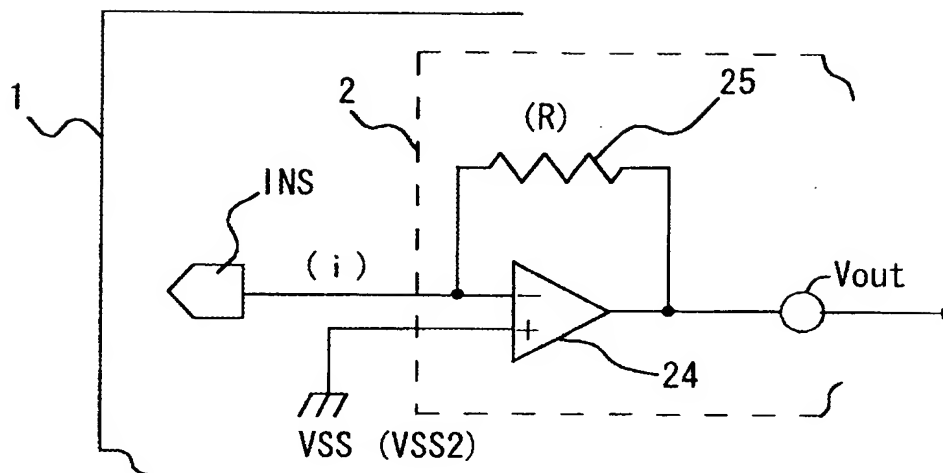 1
2
25
(R)
INS
(i)
−
+
Vout
24
VSS (VSS2)